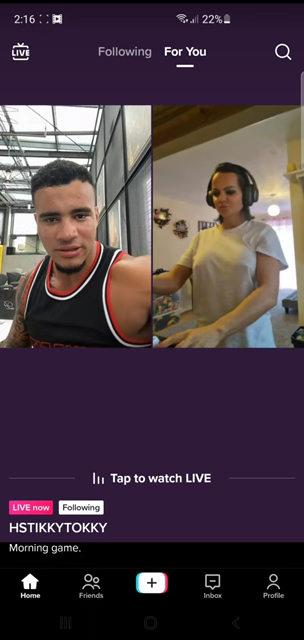 2:16
22%
LIVE
Following
For You
Tap to watch LIVE
LIVE now Following
HSTIKKYTOKKY
Morning game.
Home
Friends
Inbox
Profile